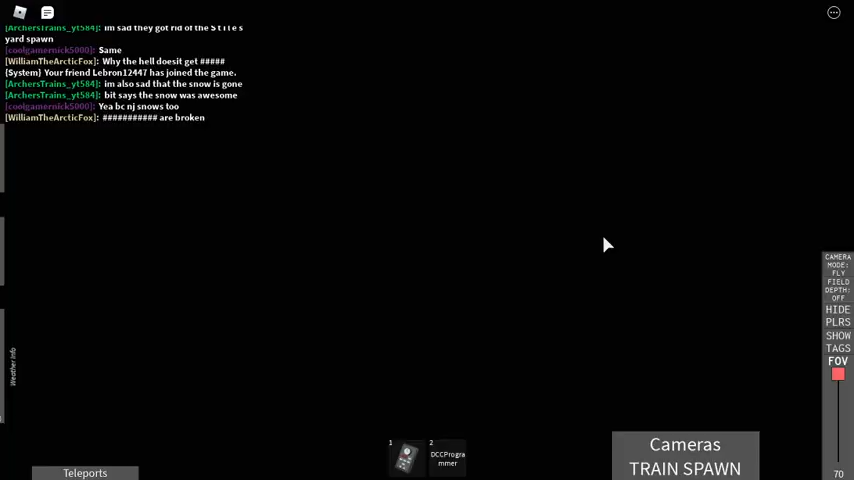 [ArchersTrains_yt584]: im sad they got rid of the S t i l e s
yard spawn
[coolgamernick5000]: Same
[WilliamTheArcticFox]: Why the hell doesit get #####
{System} Your friend Lebron12447 has joined the game.
[ArchersTrains_yt584]: im also sad that the snow is gone
[ArchersTrains_yt584]: bit says the snow was awesome
[coolgamernick5000]: Yea bc nj snows too
[WilliamTheArcticFox]: ########### are broken
CAMERA
MODE:
FLY
FIELD
DEPTH:
OFF
HIDE
PLRS
SHOW
TAGS
FOV
70
Weather Info
1
2
DCCProgra
mmer
Cameras
TRAIN SPAWN
Teleports